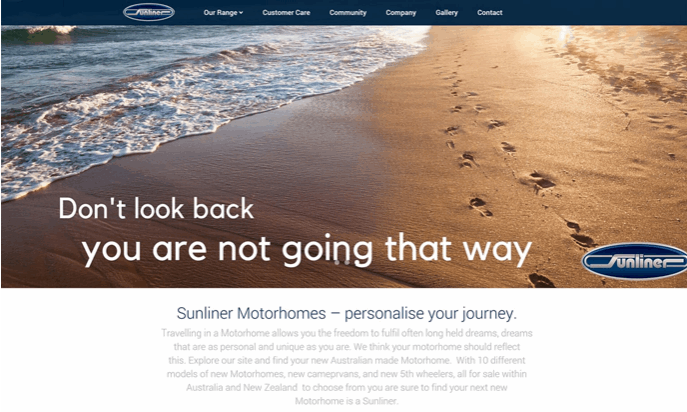 Sunliner
Our Range Customer Care Community Company Gallery Contact
Don't look back
you are not going that way
Sunliner
Sunliner Motorhomes – personalise your journey.
Travelling in a Motorhome allows you the freedom to fulfil often long held dreams, dreams
that are as personal and unique as you are. We think your motorhome should reflect
this. Explore our site and find your new Australian made Motorhome. With 10 different
models of new Motorhomes, new cameprvans, and new 5th wheelers, all for sale within
Australia and New Zealand to choose from you are sure to find your next new
Motorhome is a Sunliner.